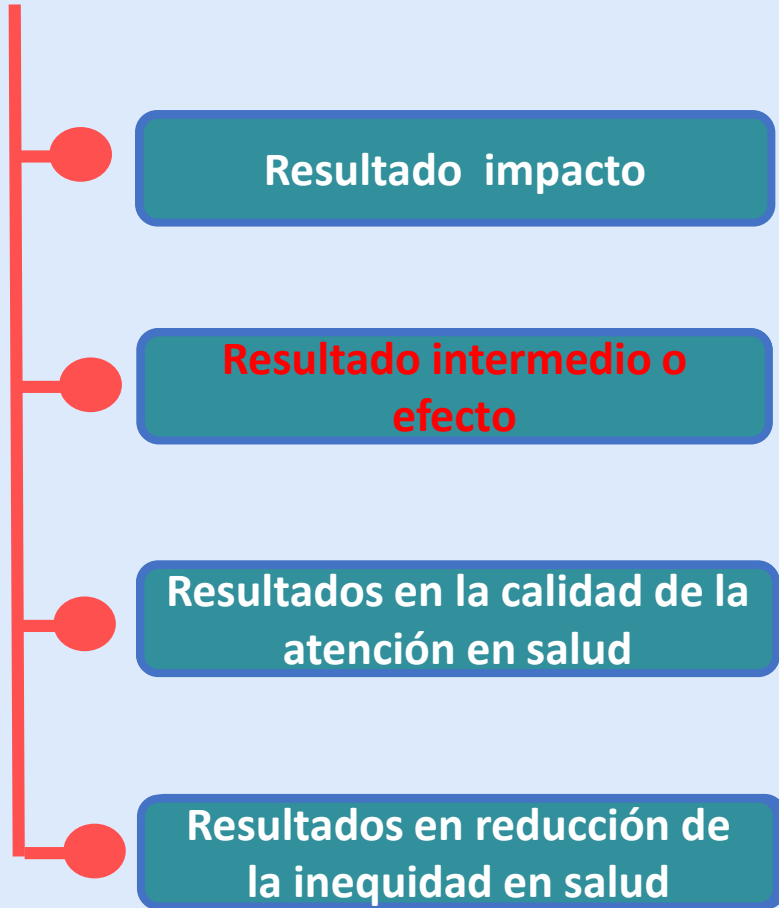 Resultado impacto
Resultado intermedio o
efecto
Resultados en la calidad de la
atención en salud
Resultados en reducción de
la inequidad en salud